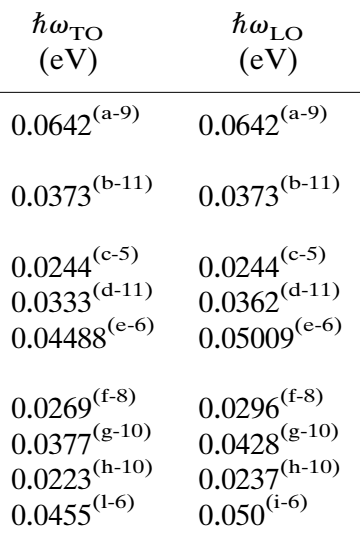 ℏω_TO ℏω_LO
(eV) (eV)
0.0642^(a-9) 0.0642^(a-9)
0.0373^(b-11) 0.0373^(b-11)
0.0244^(c-5) 0.0244^(c-5)
0.0333^(d-11) 0.0362^(d-11)
0.04488^(e-6) 0.05009^(e-6)
0.0269^(f-8) 0.0296^(f-8)
0.0377^(g-10) 0.0428^(g-10)
0.0223^(h-10) 0.0237^(h-10)
0.0455^(l-6) 0.050^(i-6)